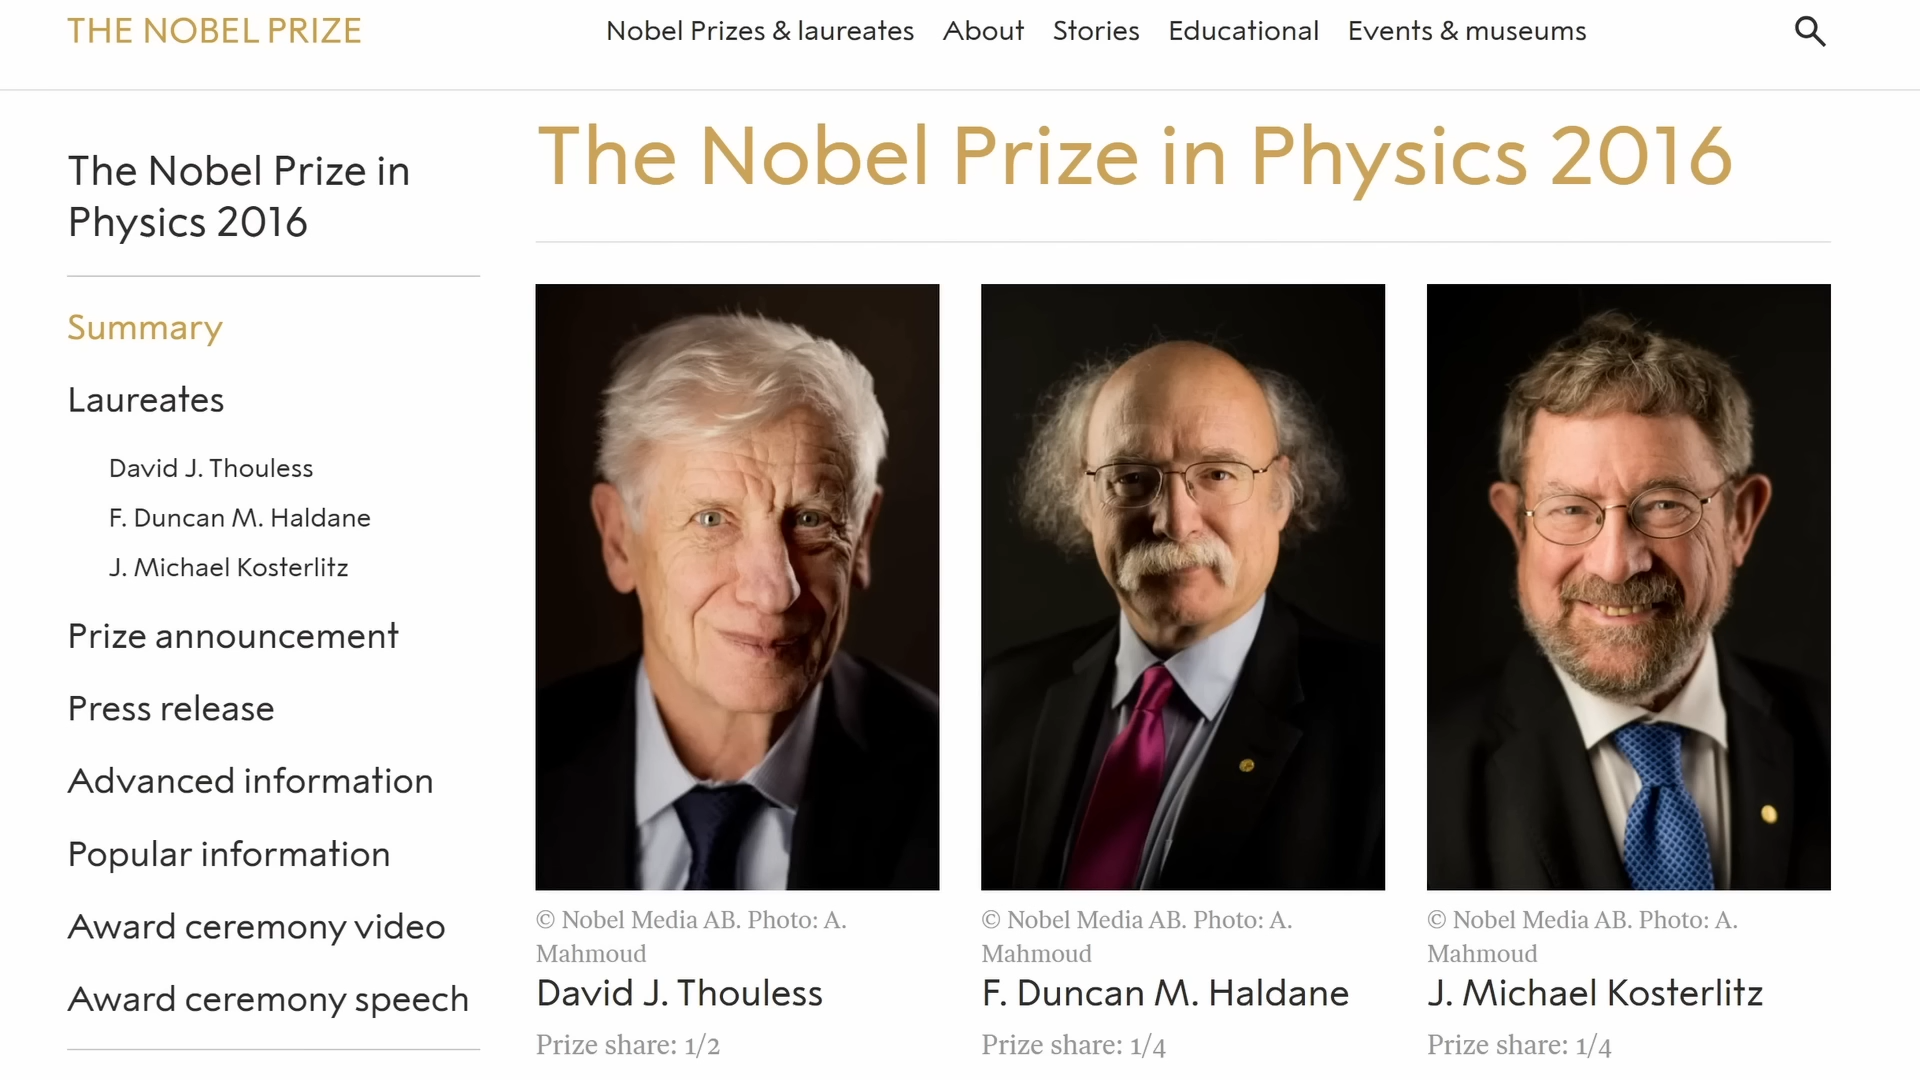 THE NOBEL PRIZE
Nobel Prizes & laureates About Stories Educational Events & museums
The Nobel Prize in
Physics 2016
Summary
Laureates
David J. Thouless
F. Duncan M. Haldane
J. Michael Kosterlitz
Prize announcement
Press release
Advanced information
Popular information
Award ceremony video
Award ceremony speech
The Nobel Prize in Physics 2016
© Nobel Media AB. Photo: A.
Mahmoud
David J. Thouless
Prize share: 1/2
© Nobel Media AB. Photo: A.
Mahmoud
F. Duncan M. Haldane
Prize share: 1/4
© Nobel Media AB. Photo: A.
Mahmoud
J. Michael Kosterlitz
Prize share: 1/4